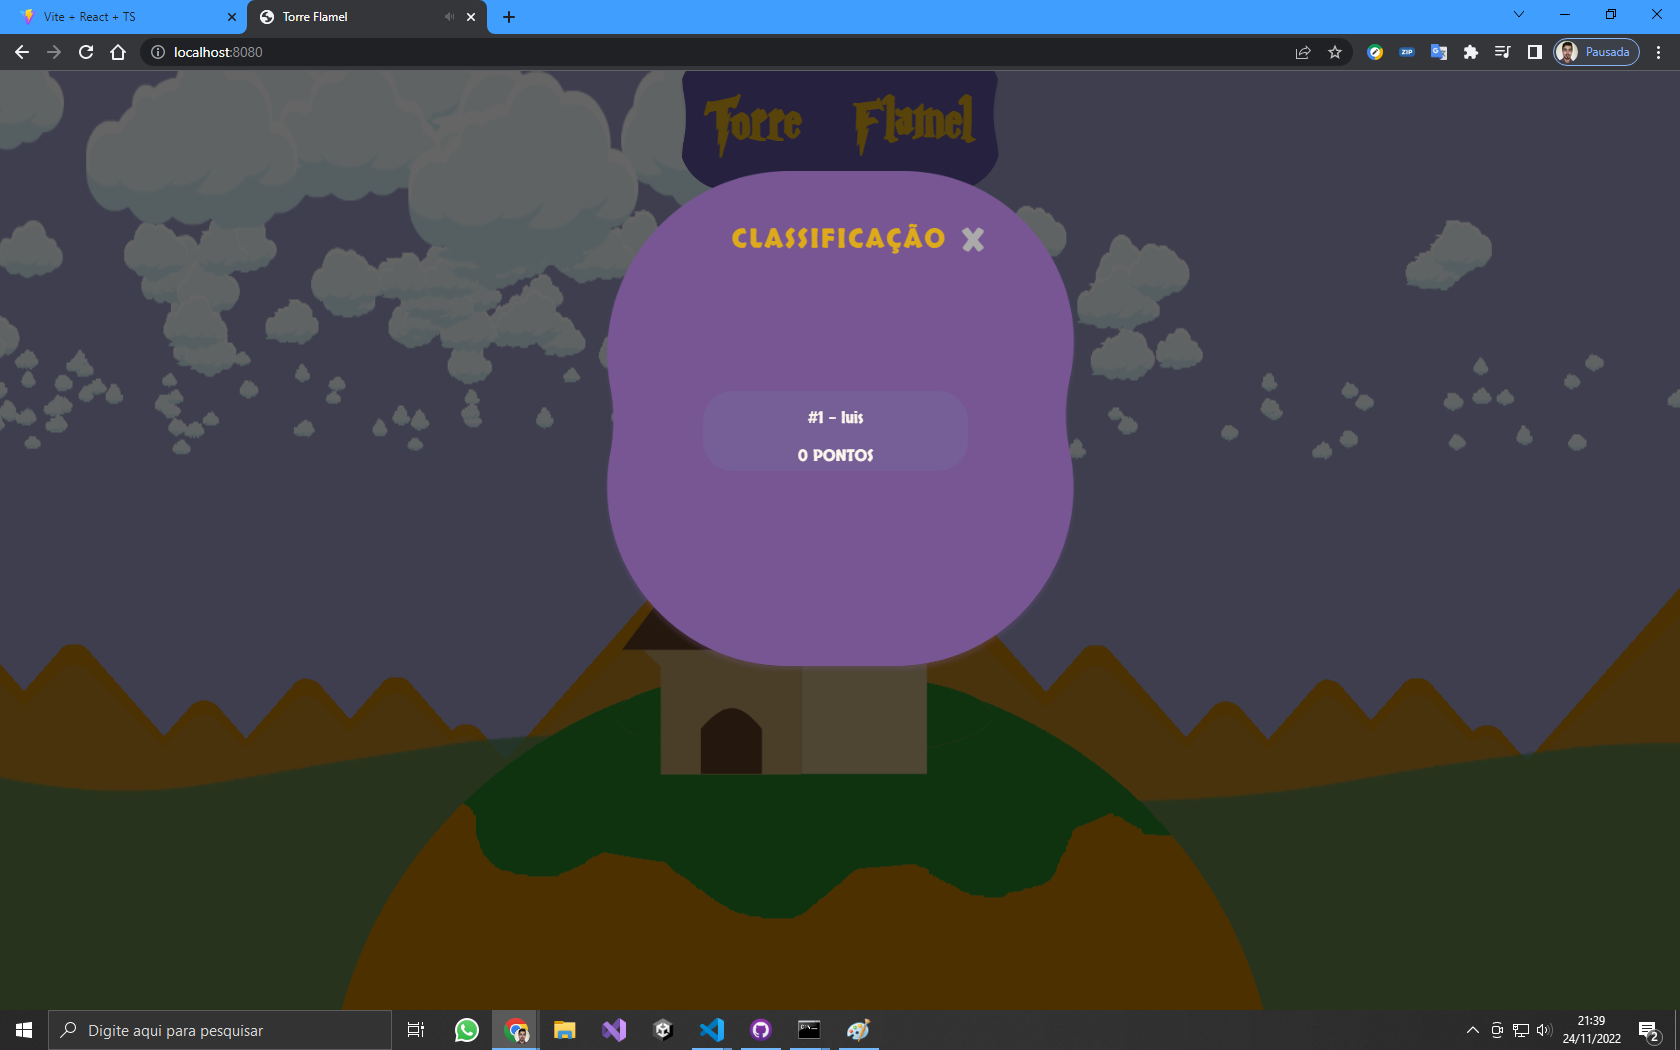 Vite + React + TS
Torre Flamel
localhost:8080
Pausada
Torre Flamel
CLASSIFICAÇÃO X
#1 - luis
0 PONTOS
Digite aqui para pesquisar
21:39
24/11/2022
2
ZIP